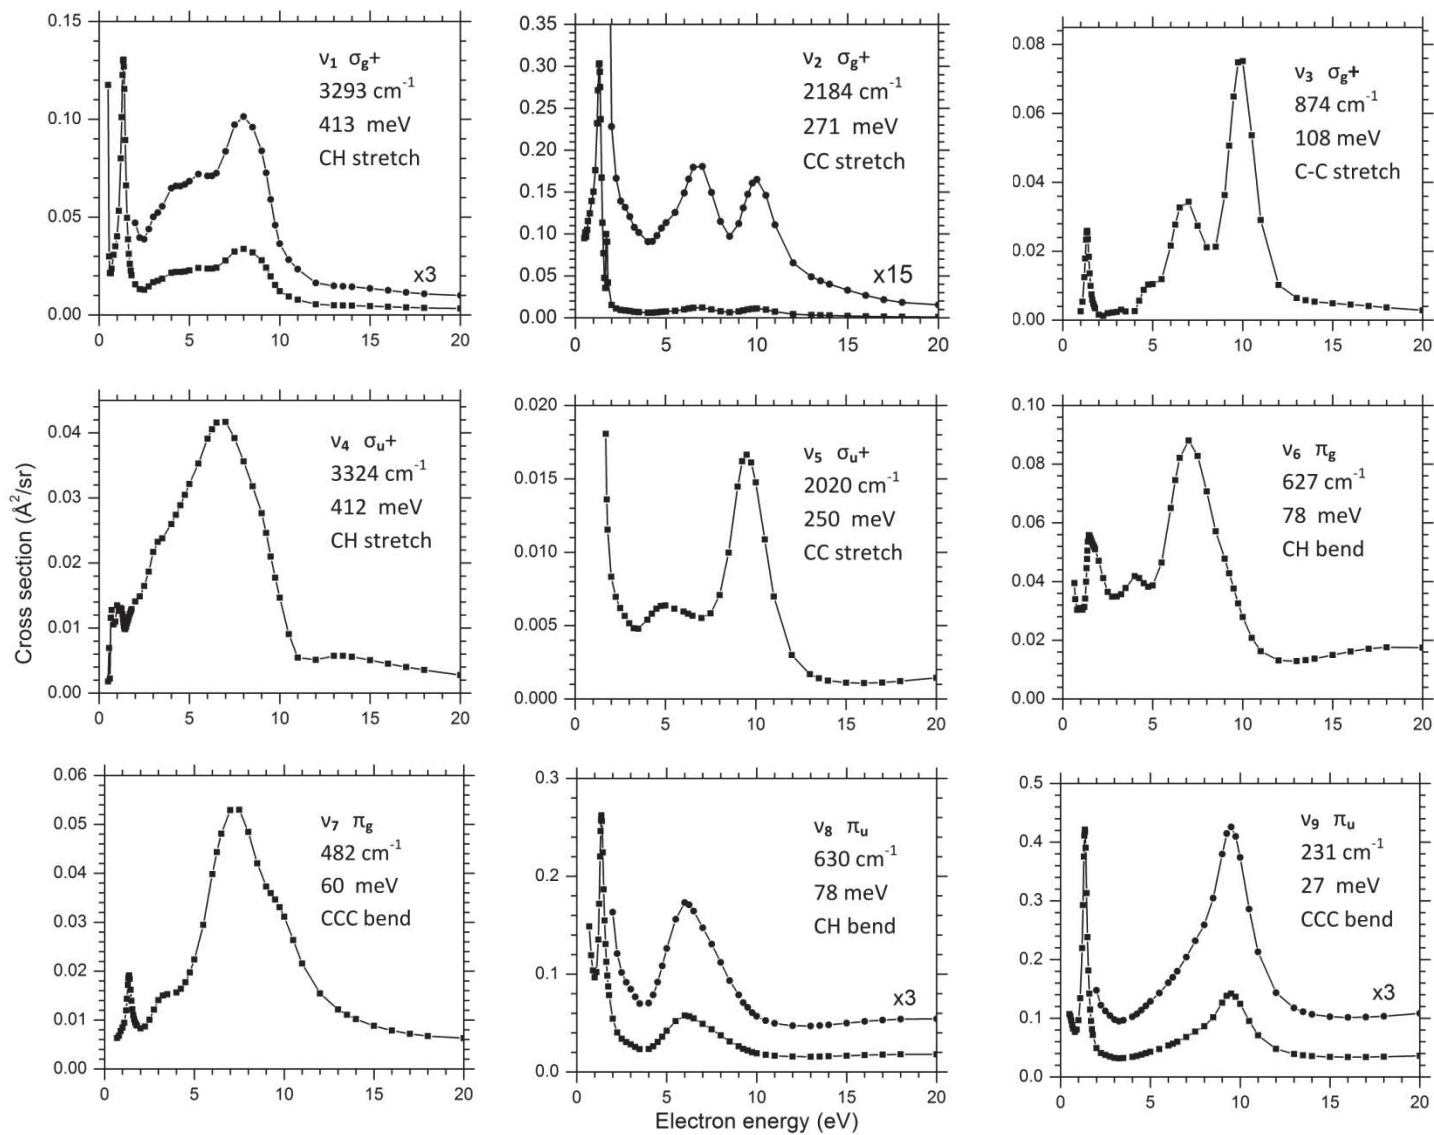 Cross section (Å²/sr)
0.15
0.10
0.05
0.00
0 5 10 15 20
ν₁ σg+
3293 cm⁻¹
413 meV
CH stretch
x3
0.35
0.30
0.25
0.20
0.15
0.10
0.05
0.00
0 5 10 15 20
ν₂ σg+
2184 cm⁻¹
271 meV
CC stretch
x15
0.08
0.06
0.04
0.02
0.00
0 5 10 15 20
ν₃ σg+
874 cm⁻¹
108 meV
C-C stretch
0.04
0.03
0.02
0.01
0.00
0 5 10 15 20
ν₄ σu+
3324 cm⁻¹
412 meV
CH stretch
0.020
0.015
0.010
0.005
0.000
0 5 10 15 20
ν₅ σu+
2020 cm⁻¹
250 meV
CC stretch
0.10
0.08
0.06
0.04
0.02
0.00
0 5 10 15 20
ν₆ πg
627 cm⁻¹
78 meV
CH bend
0.06
0.05
0.04
0.03
0.02
0.01
0.00
0 5 10 15 20
ν₇ πg
482 cm⁻¹
60 meV
CCC bend
0.3
0.2
0.1
0.0
0 5 10 15 20
ν₈ πu
630 cm⁻¹
78 meV
CH bend
x3
0.5
0.4
0.3
0.2
0.1
0.0
0 5 10 15 20
ν₉ πu
231 cm⁻¹
27 meV
CCC bend
x3
Electron energy (eV)